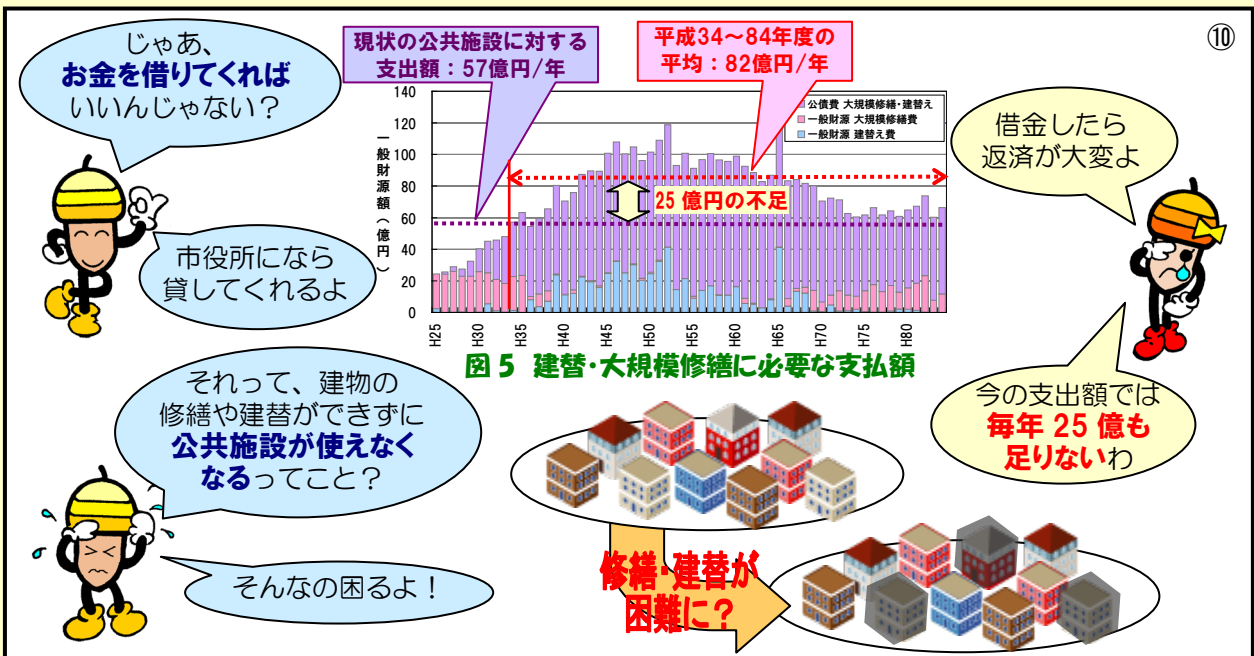 ⑩
じゃあ、
お金を借りてくれば
いいんじゃない？
現状の公共施設に対する
支出額：57億円/年
平成34～84年度の
平均：82億円/年
借金したら
返済が大変よ
市役所になら
貸してくれるよ
一般財源額（億円）
140
120
100
80
60
40
20
0
公債費 大規模修繕・建替え
一般財源 大規模修繕費
一般財源 建替え費
25 億円の不足
H25
H30
H35
H40
H45
H50
H55
H60
H65
H70
H75
H80
図５ 建替・大規模修繕に必要な支払額
今の支出額では
毎年 25 億も
足りないわ
それって、建物の
修繕や建替ができずに
公共施設が使えなく
なるってこと？
そんなの困るよ！
修繕・建替が
困難に？